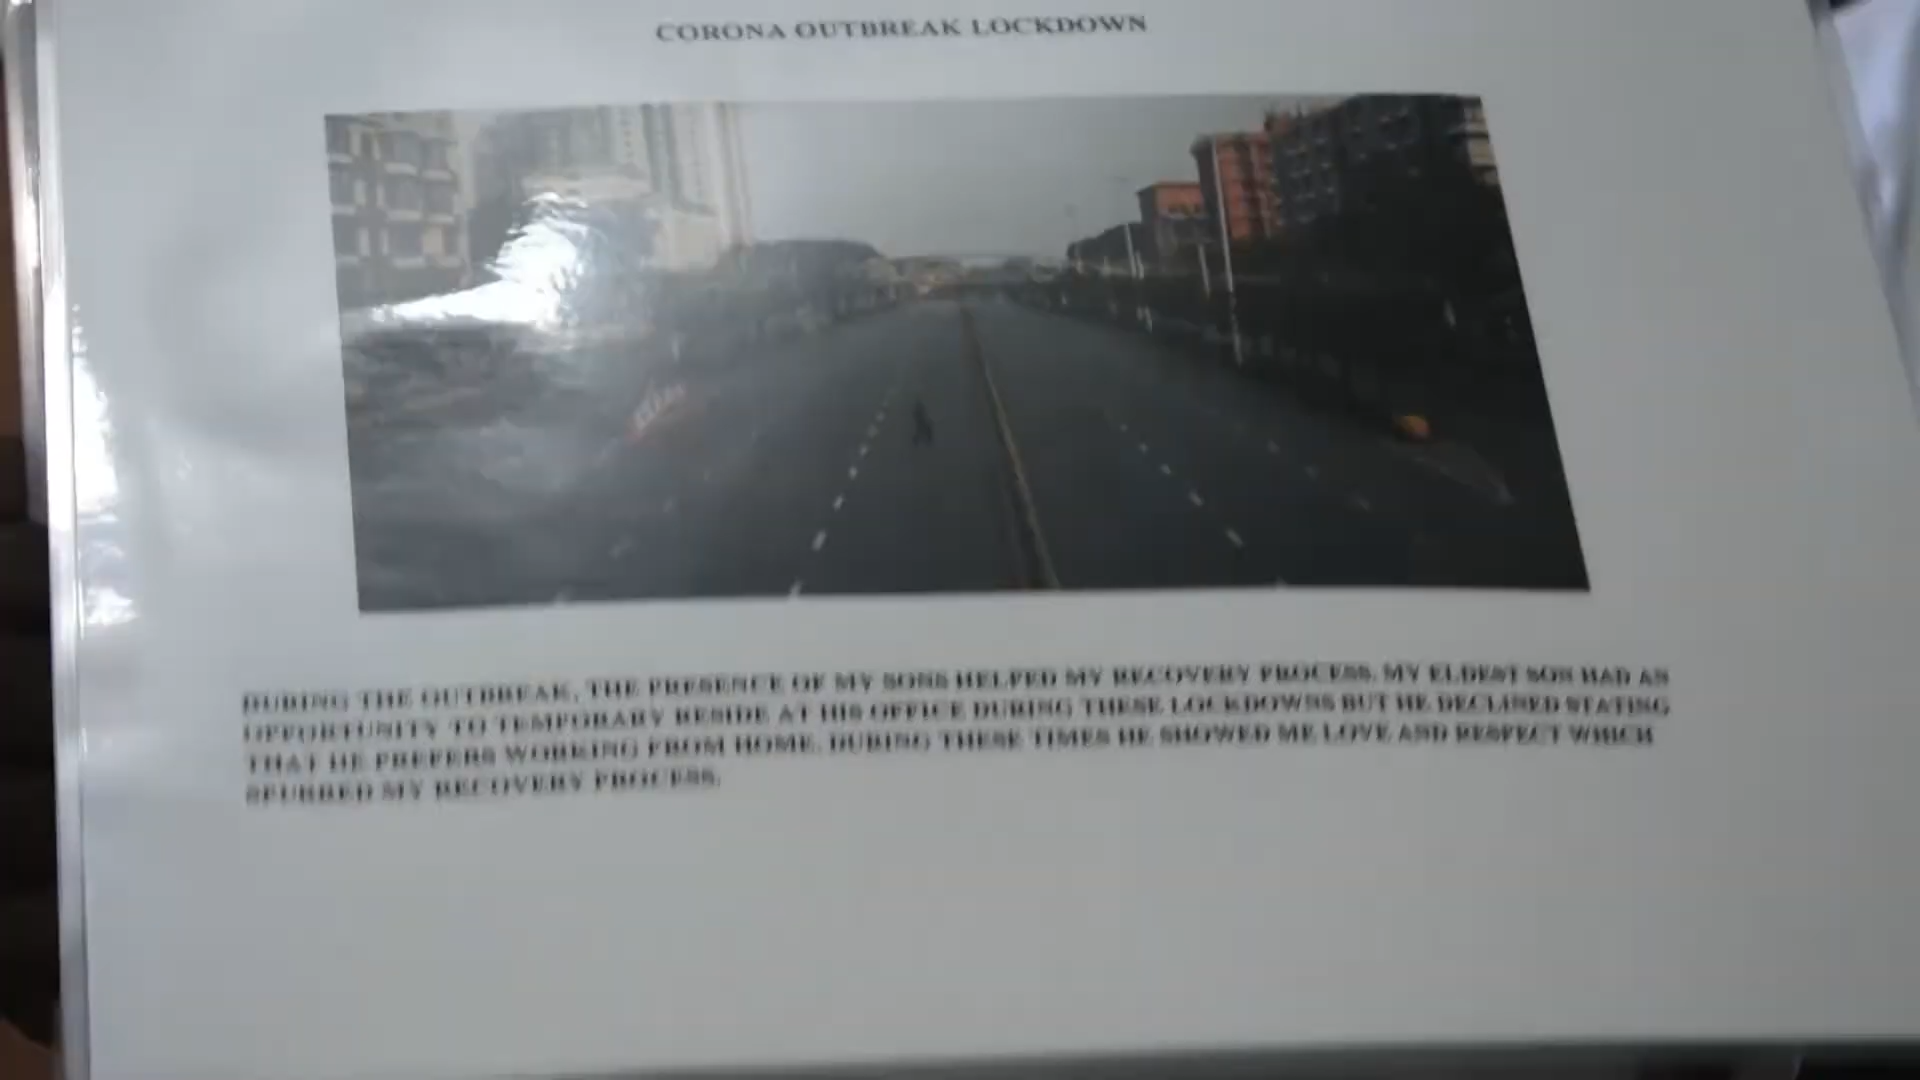 CORONA OUTBREAK LOCKDOWN
DURING THE OUTBREAK, THE PRESENCE OF MY SONS HELPED MY RECOVERY PROCESS. MY ELDEST SON HAD AN
OPPORTUNITY TO TEMPORARY RESIDE AT HIS OFFICE DURING THESE LOCKDOWNS BUT HE DECLINED STATING
THAT HE PREFERS WORKING FROM HOME. DURING THESE TIMES HE SHOWED ME LOVE AND RESPECT WHICH
SPURRED MY RECOVERY PROCESS.